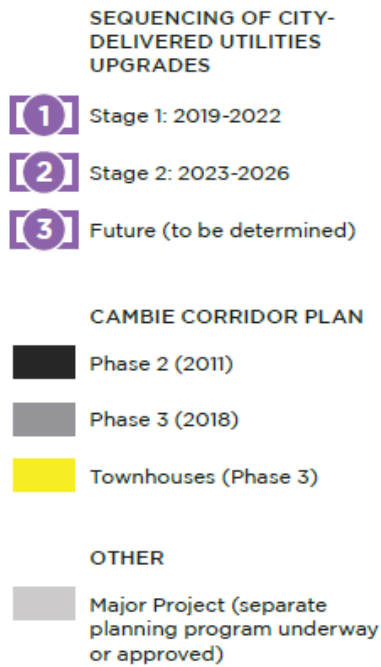 SEQUENCING OF CITY-
DELIVERED UTILITIES
UPGRADES
1 Stage 1: 2019-2022
2 Stage 2: 2023-2026
3 Future (to be determined)
CAMBIE CORRIDOR PLAN
Phase 2 (2011)
Phase 3 (2018)
Townhouses (Phase 3)
OTHER
Major Project (separate
planning program underway
or approved)